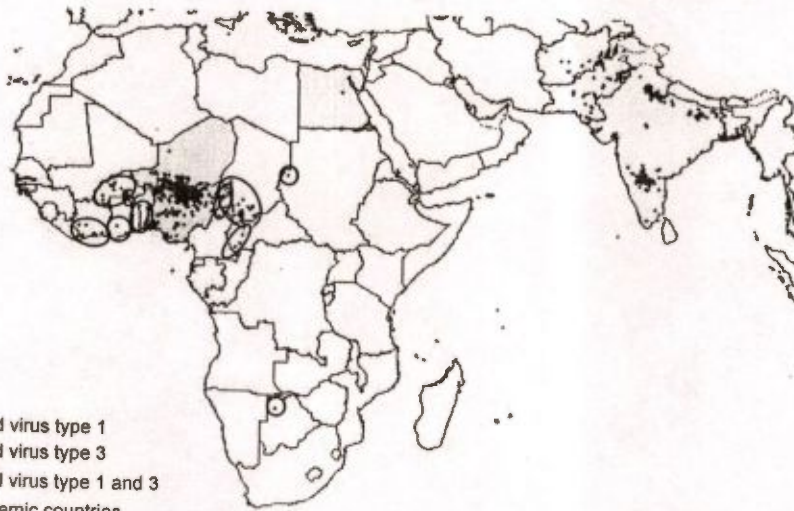 d virus type 1
d virus type 3
d virus type 1 and 3
emic countries